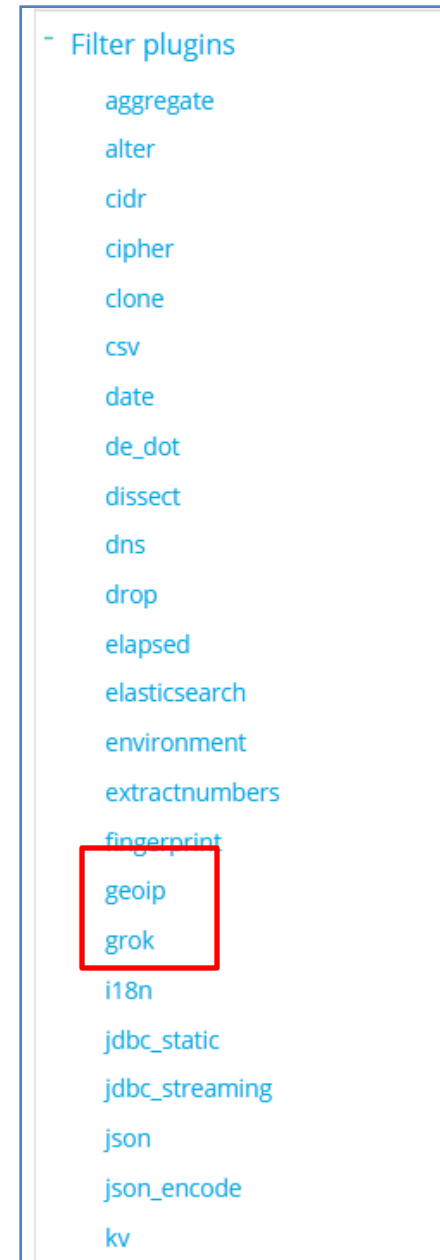 - Filter plugins
aggregate
alter
cidr
cipher
clone
csv
date
de_dot
dissect
dns
drop
elapsed
elasticsearch
environment
extractnumbers
fingerprint
geoip
grok
i18n
jdbc_static
jdbc_streaming
json
json_encode
kv